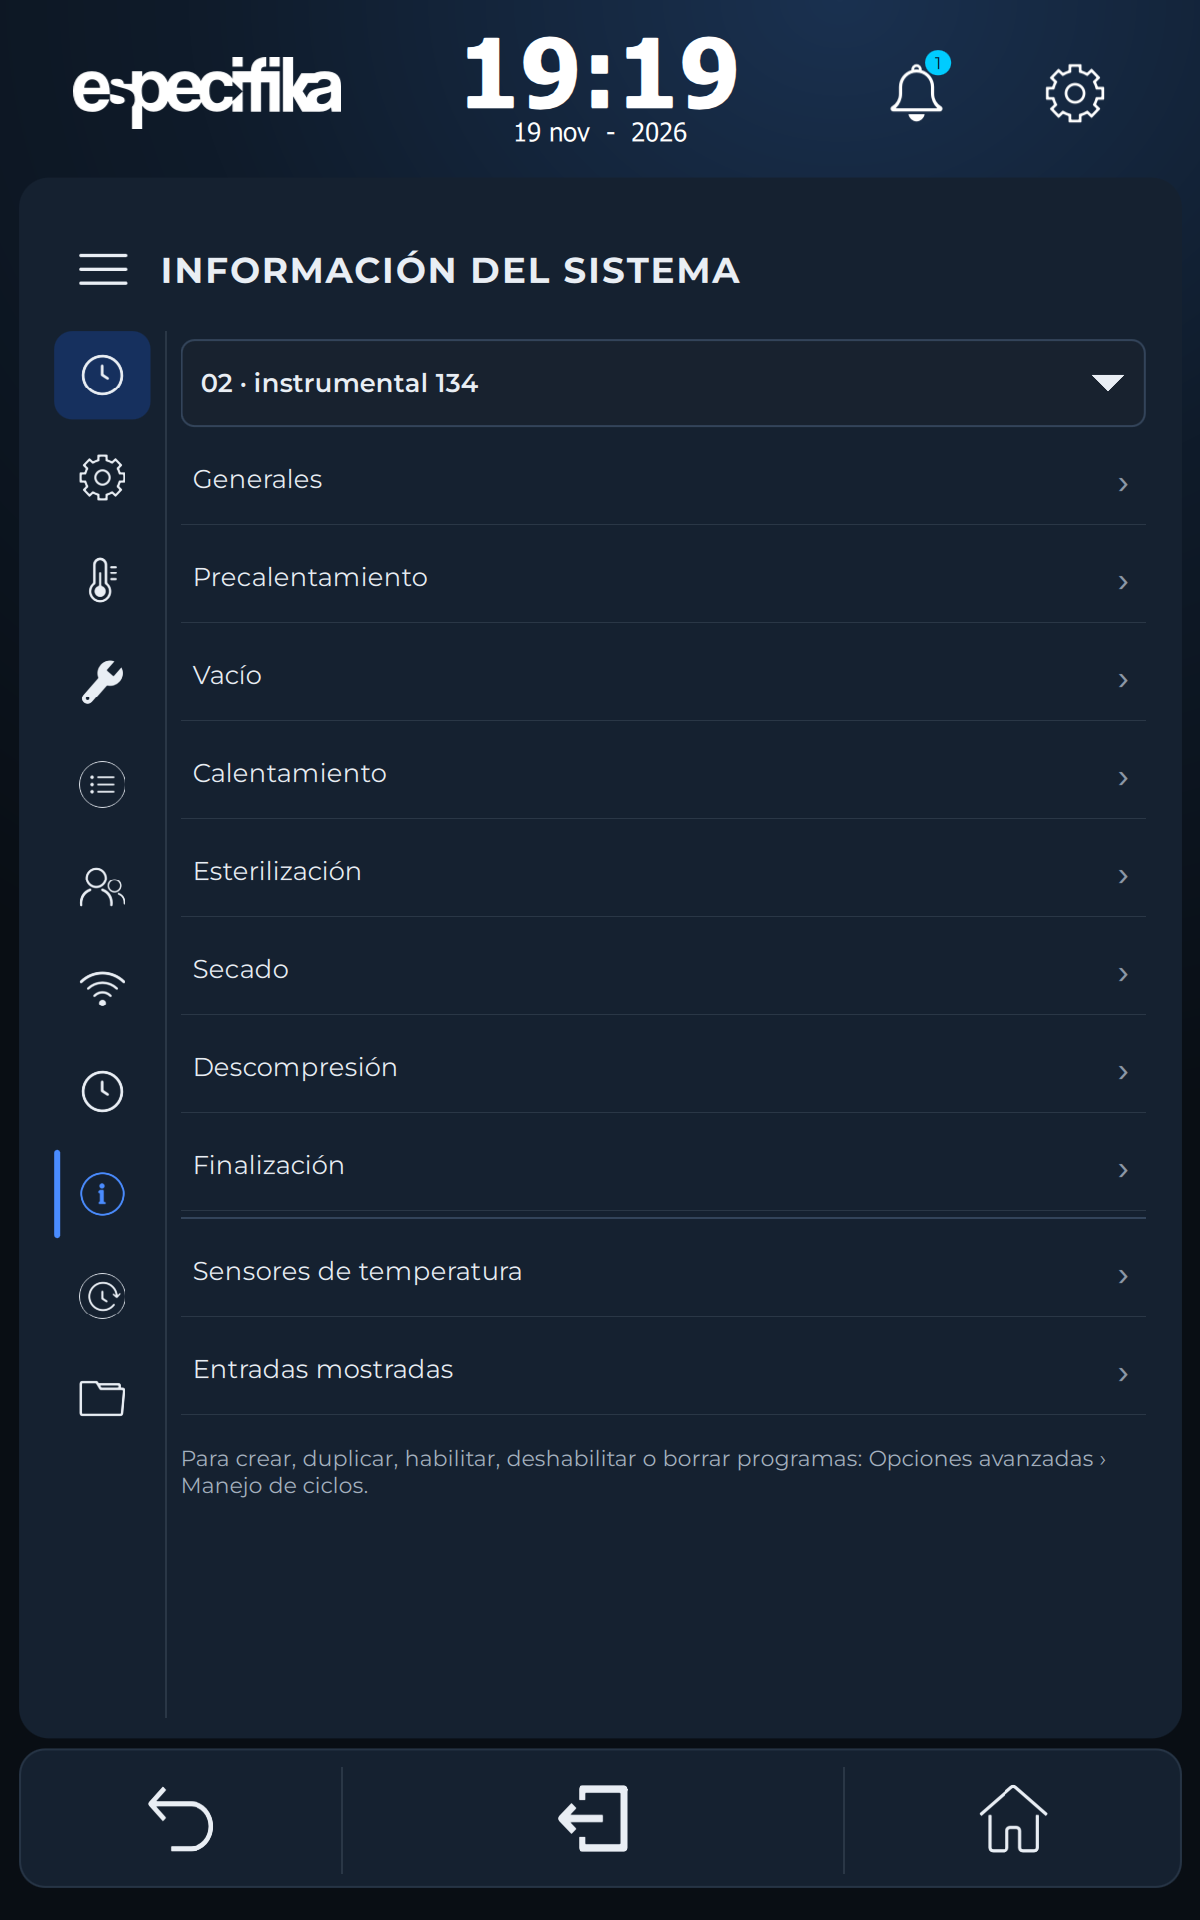 especifika
19:19
1
19 nov - 2026
INFORMACIÓN DEL SISTEMA
02 · instrumental 134
Generales
Precalentamiento
Vacío
Calentamiento
Esterilización
Secado
Descompresión
Finalización
Sensores de temperatura
Entradas mostradas
Para crear, duplicar, habilitar, deshabilitar o borrar programas: Opciones avanzadas ›
Manejo de ciclos.